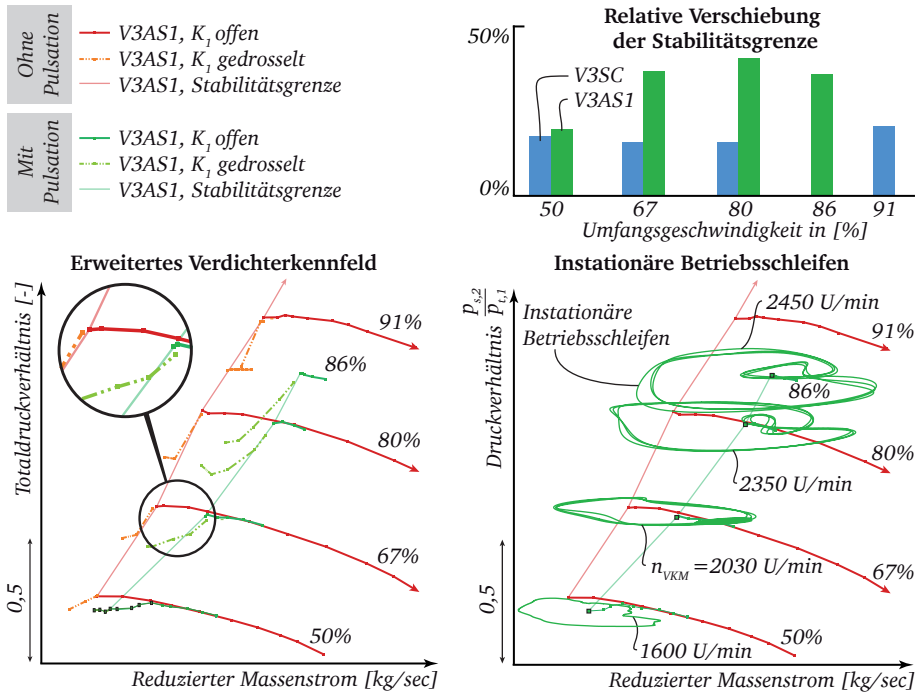 Ohne
Pulsation
V3AS1, K1 offen
V3AS1, K1 gedrosselt
V3AS1, Stabilitätsgrenze
Mit
Pulsation
V3AS1, K1 offen
V3AS1, K1 gedrosselt
V3AS1, Stabilitätsgrenze
Relative Verschiebung
der Stabilitätsgrenze
50%
V3SC
V3AS1
0%
50 67 80 86 91
Umfangsgeschwindigkeit in [%]
Erweitertes Verdichterkennfeld
Totaldruckverhältnis [-]
0,5
91%
86%
80%
67%
50%
Reduzierter Massenstrom [kg/sec]
Instationäre Betriebsschleifen
Druckverhältnis ps,2/pt,1
0,5
Instationäre
Betriebsschleifen
2450 U/min
91%
86%
80%
2350 U/min
nVKM = 2030 U/min
67%
1600 U/min
50%
Reduzierter Massenstrom [kg/sec]